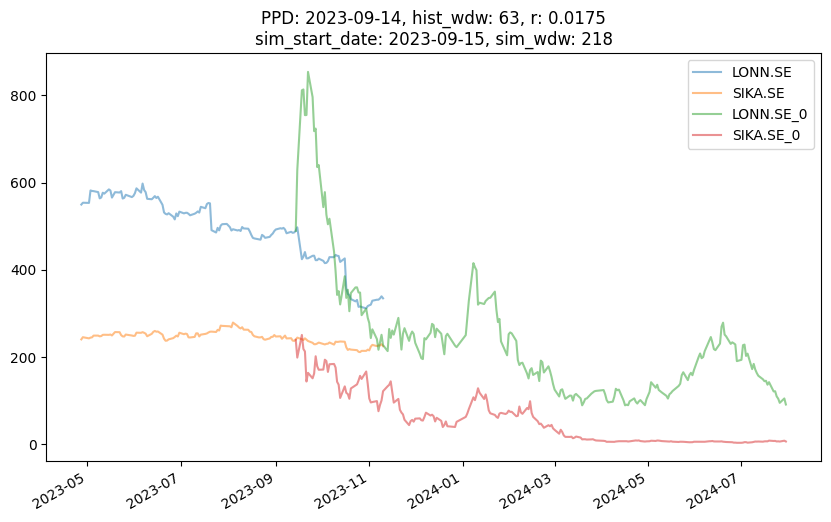 PPD: 2023-09-14, hist_wdw: 63, r: 0.0175
sim_start_date: 2023-09-15, sim_wdw: 218
LONN.SE
SIKA.SE
LONN.SE_0
SIKA.SE_0
800
600
400
200
0
2023-05
2023-07
2023-09
2023-11
2024-01
2024-03
2024-05
2024-07